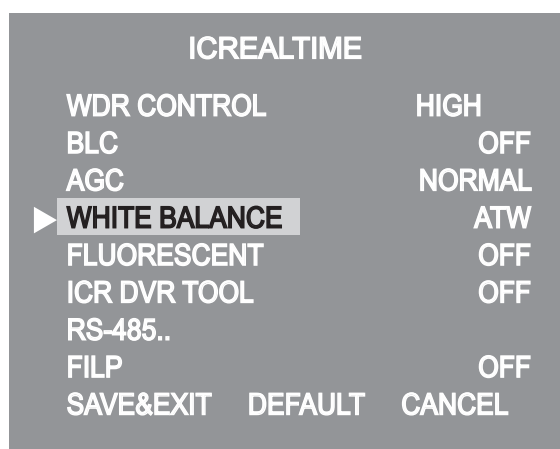 ICREALTIME
WDR CONTROL HIGH
BLC OFF
AGC NORMAL
WHITE BALANCE ATW
FLUORESCENT OFF
ICR DVR TOOL OFF
RS-485..
FILP OFF
SAVE&EXIT DEFAULT CANCEL